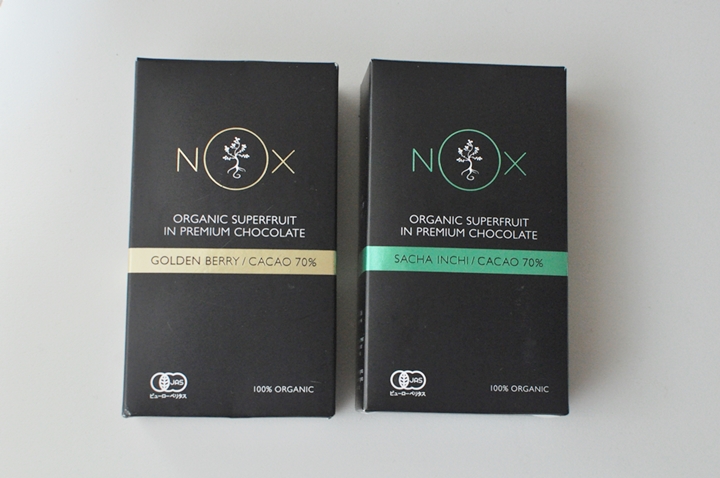 NOX
ORGANIC SUPERFRUIT
IN PREMIUM CHOCOLATE
GOLDEN BERRY / CACAO 70%
JAS
ビューローベリタス
100% ORGANIC
NOX
ORGANIC SUPERFRUIT
IN PREMIUM CHOCOLATE
SACHA INCHI / CACAO 70%
JAS
ビューローベリタス
100% ORGANIC